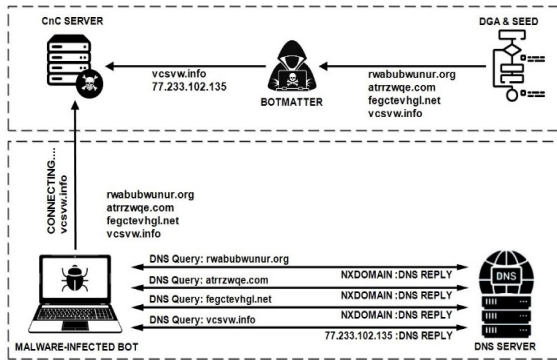 CnC SERVER
DGA & SEED
vcsvw.info
77.233.102.135
BOTMATTER
rwabubwunur.org
atrrzwqe.com
fegctevhgl.net
vcsvw.info
CONNECTING....
vcsvw.info
rwabubwunur.org
atrrzwqe.com
fegctevhgl.net
vcsvw.info
DNS Query: rwabubwunur.org
NXDOMAIN :DNS REPLY
DNS Query: atrrzwqe.com
NXDOMAIN :DNS REPLY
DNS Query: fegctevhgl.net
NXDOMAIN :DNS REPLY
DNS Query: vcsvw.info
77.233.102.135 :DNS REPLY
DNS
MALWARE-INFECTED BOT
DNS SERVER